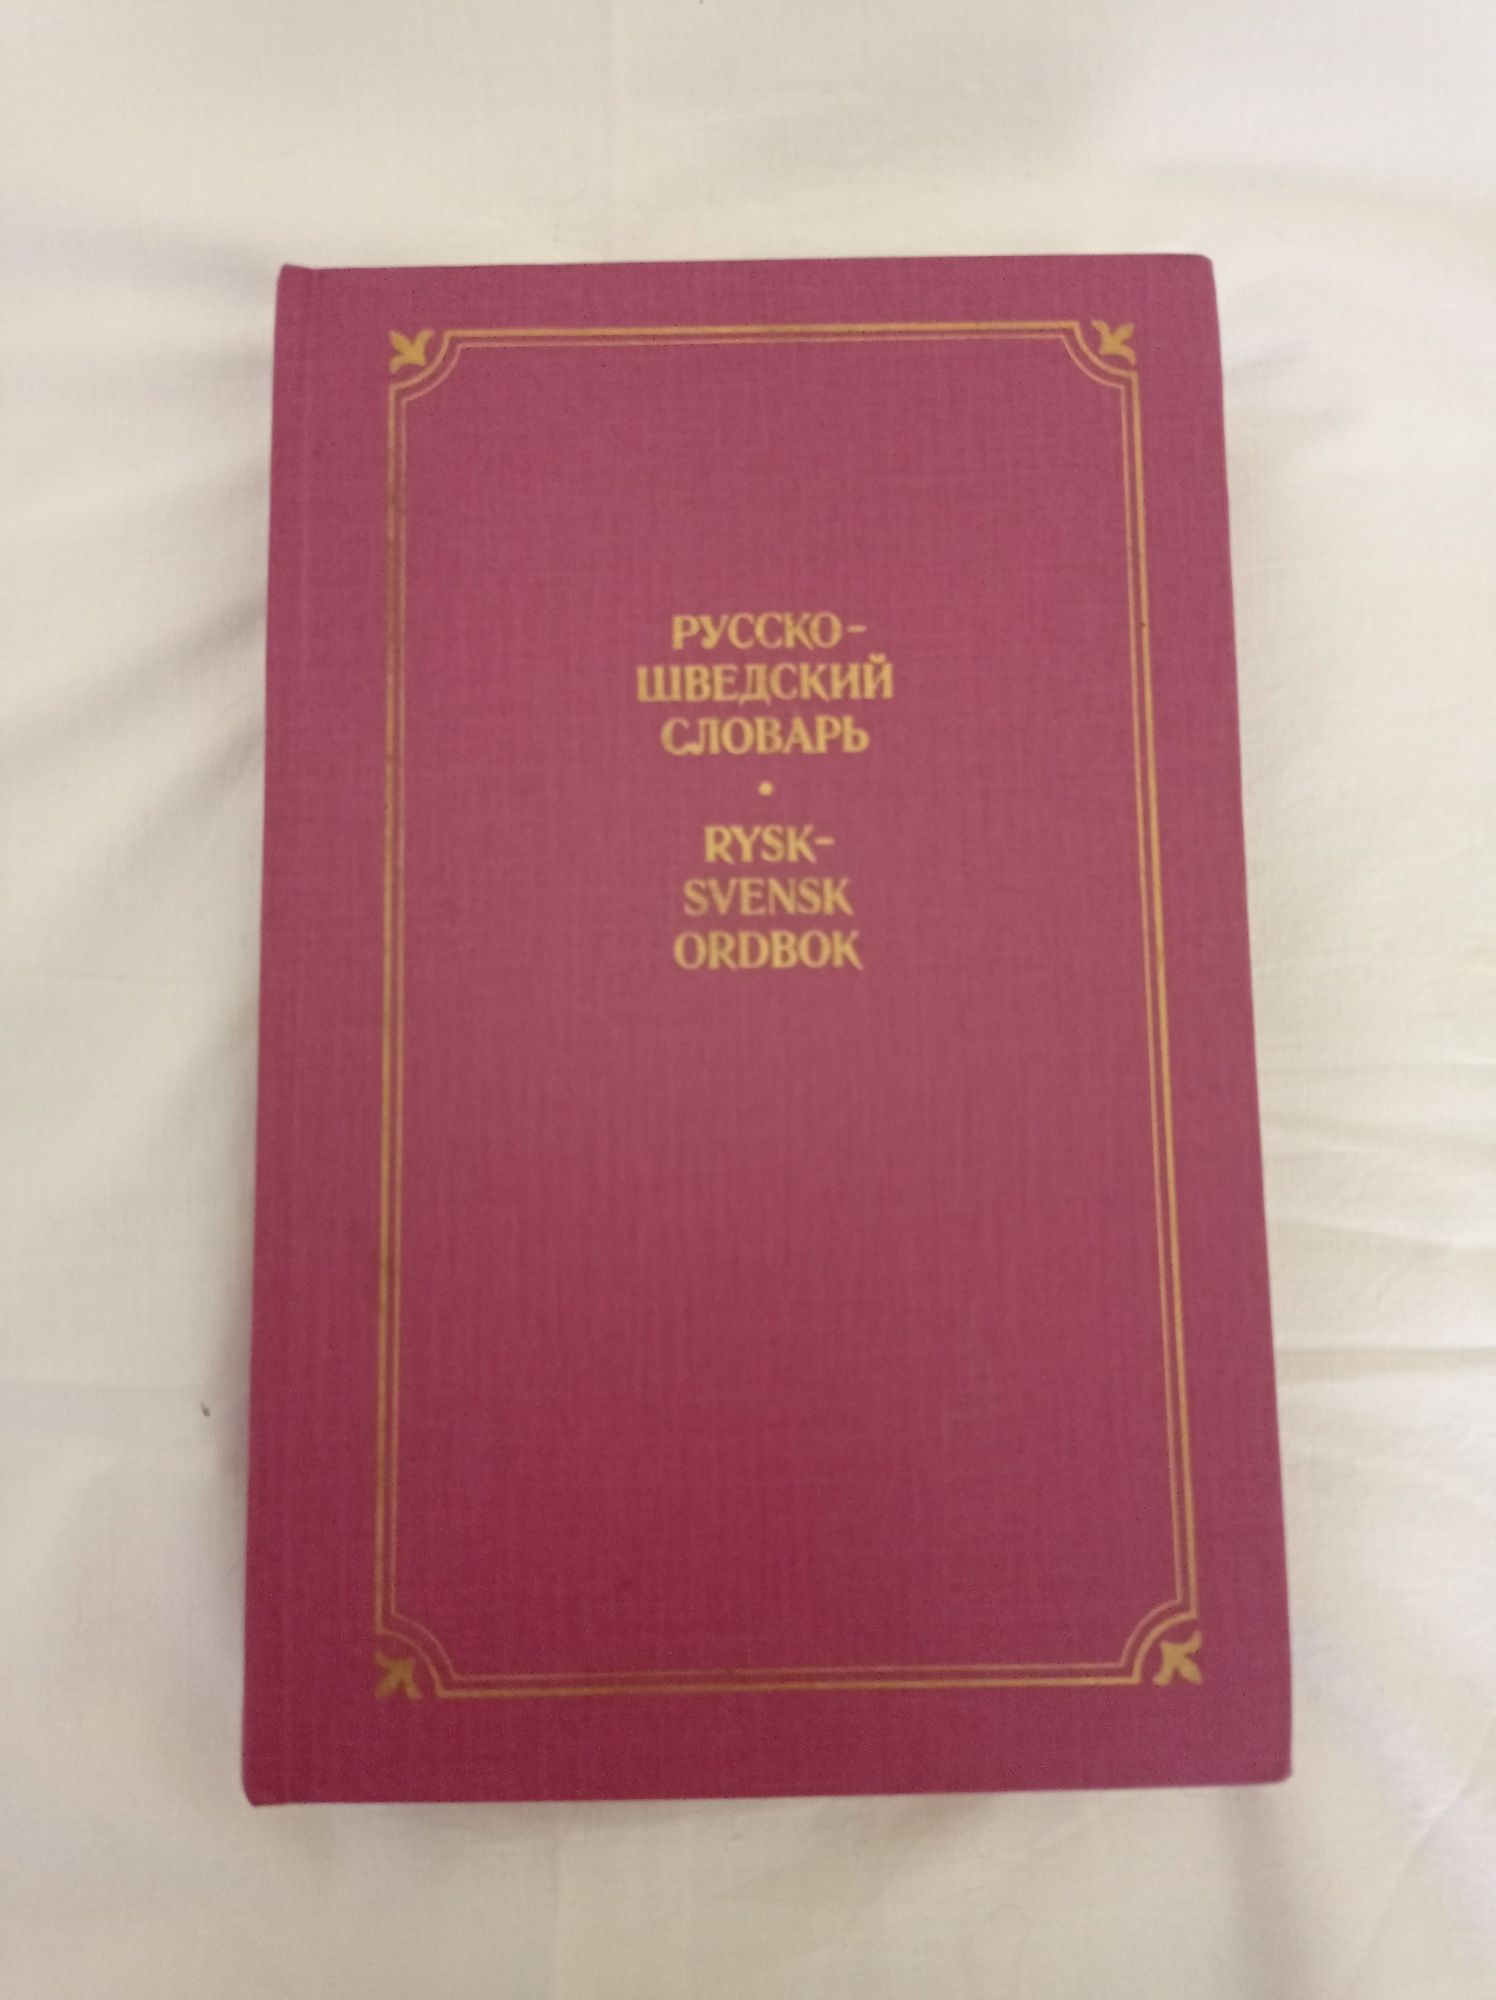 РУССКО-
ШВЕДСКИЙ
СЛОВАРЬ
•
RYSK-
SVENSK
ORDBOK